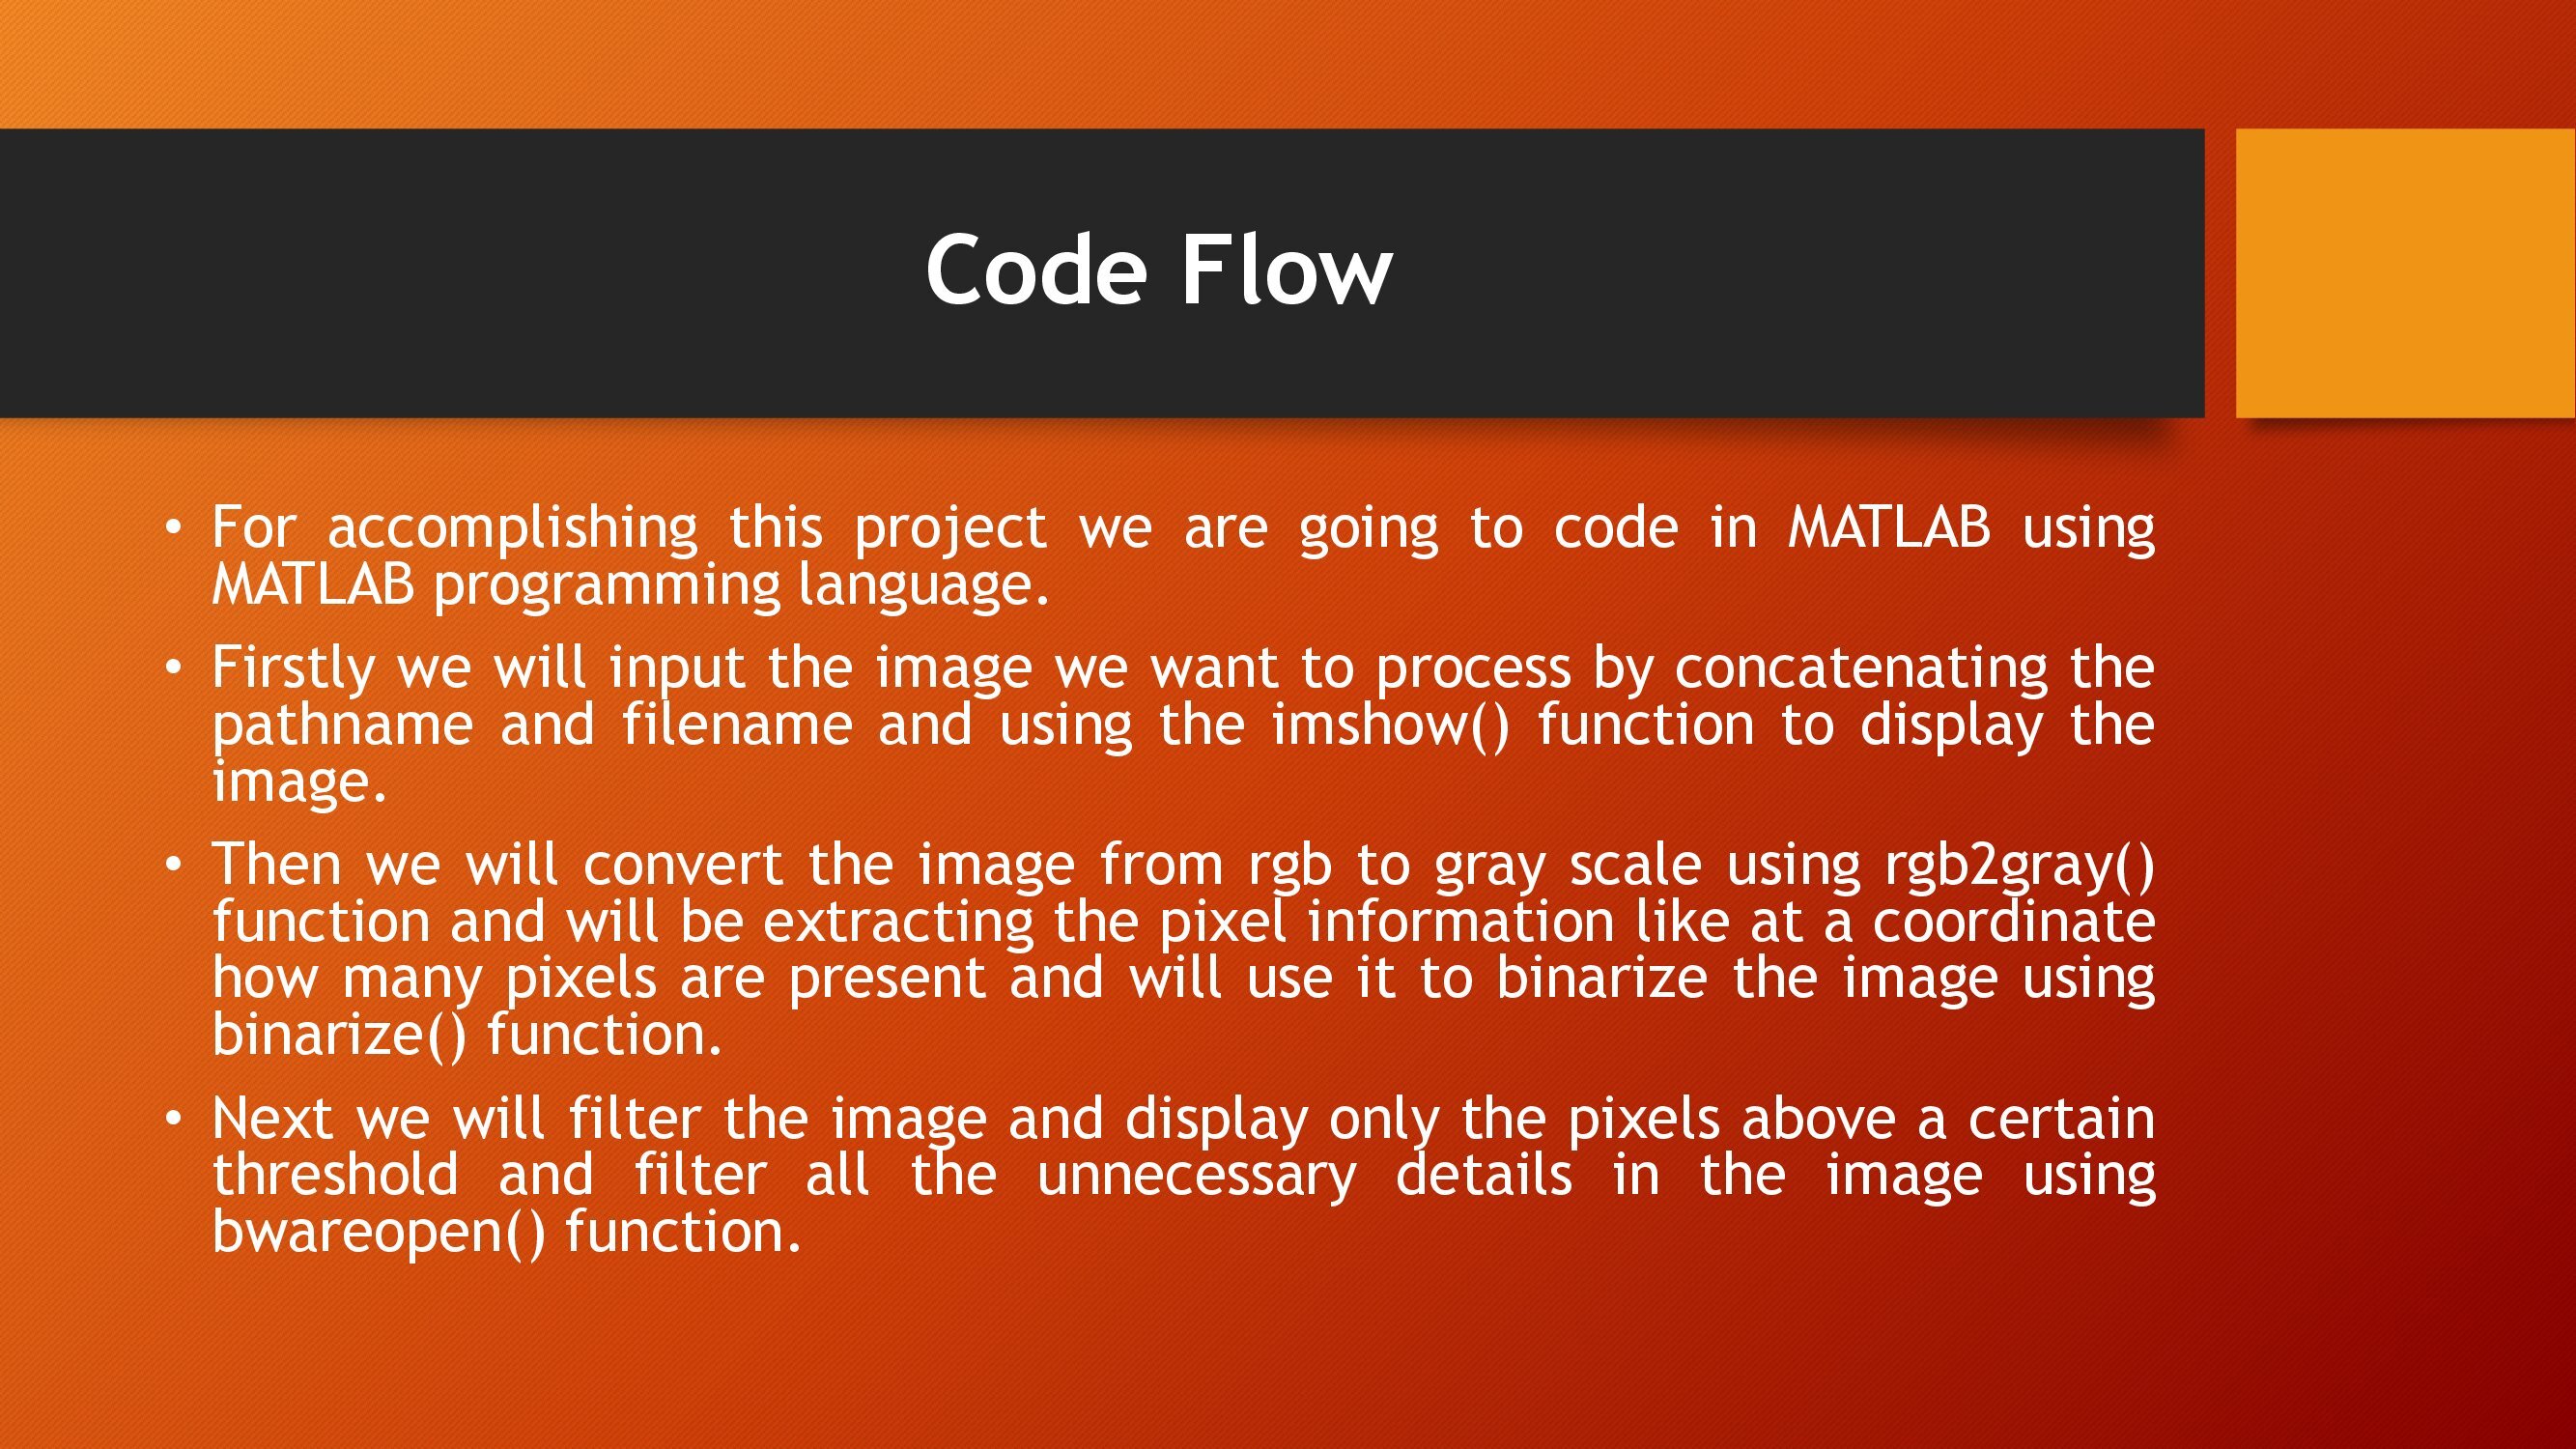 Code Flow
• For accomplishing this project we are going to code in MATLAB using
MATLAB programming language.
• Firstly we will input the image we want to process by concatenating the
pathname and filename and using the imshow() function to display the
image.
• Then we will convert the image from rgb to gray scale using rgb2gray()
function and will be extracting the pixel information like at a coordinate
how many pixels are present and will use it to binarize the image using
binarize() function.
• Next we will filter the image and display only the pixels above a certain
threshold and filter all the unnecessary details in the image using
bwareopen() function.